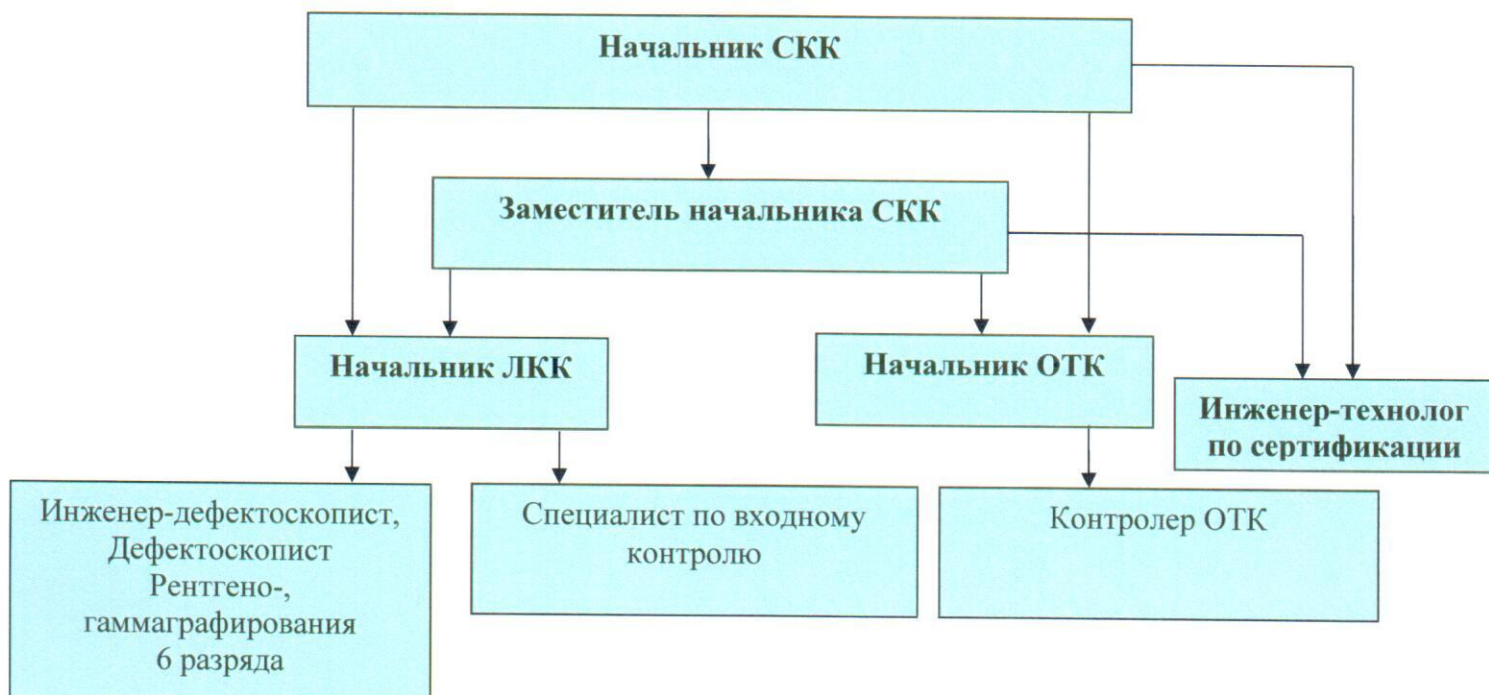 Начальник СКК
Заместитель начальника СКК
Начальник ЛКК
Начальник ОТК
Инженер-технолог
по сертификации
Инженер-дефектоскопист,
Дефектоскопист
Рентгено-,
гаммаграфирования
6 разряда
Специалист по входному
контролю
Контролер ОТК